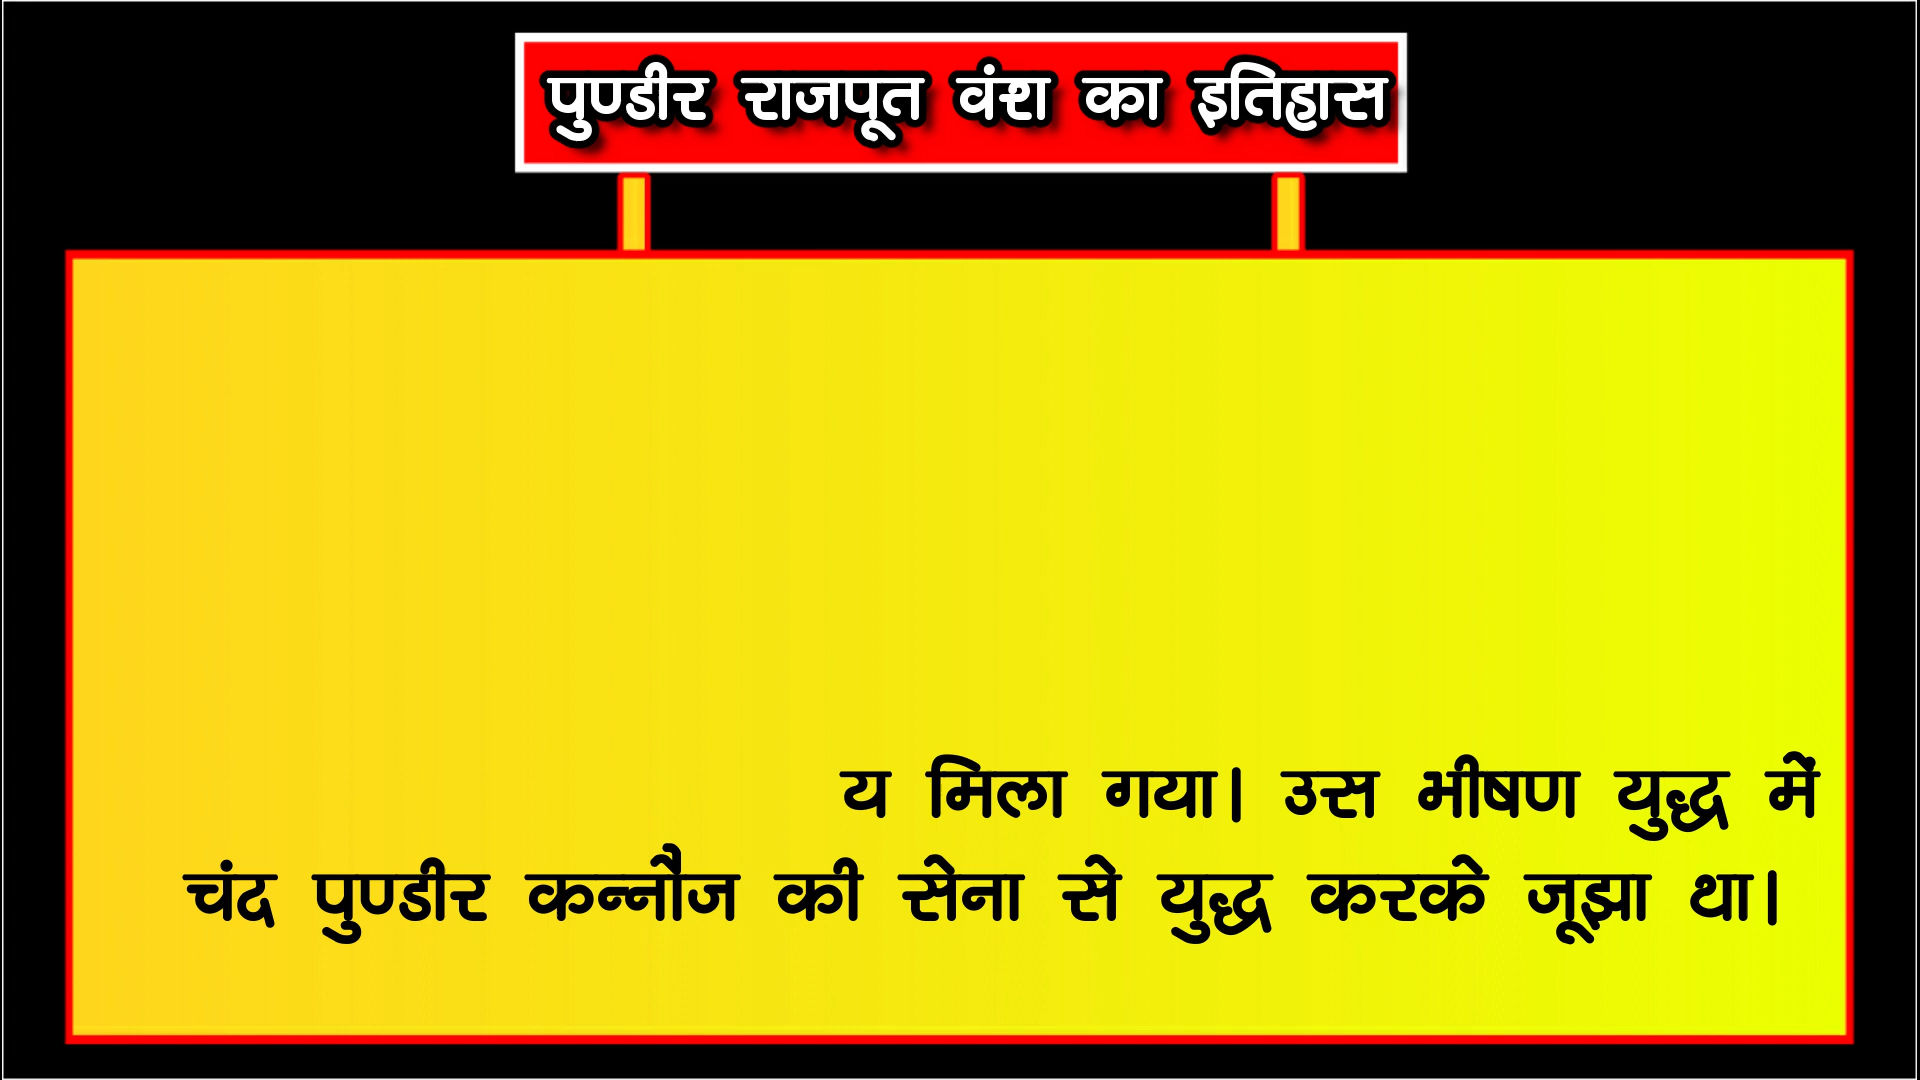 पुण्डीर राजपूत वंश का इतिहास
य मिला गया। उस भीषण युद्ध में
चंद पुण्डीर कन्नौज की सेना से युद्ध करके जूझा था।